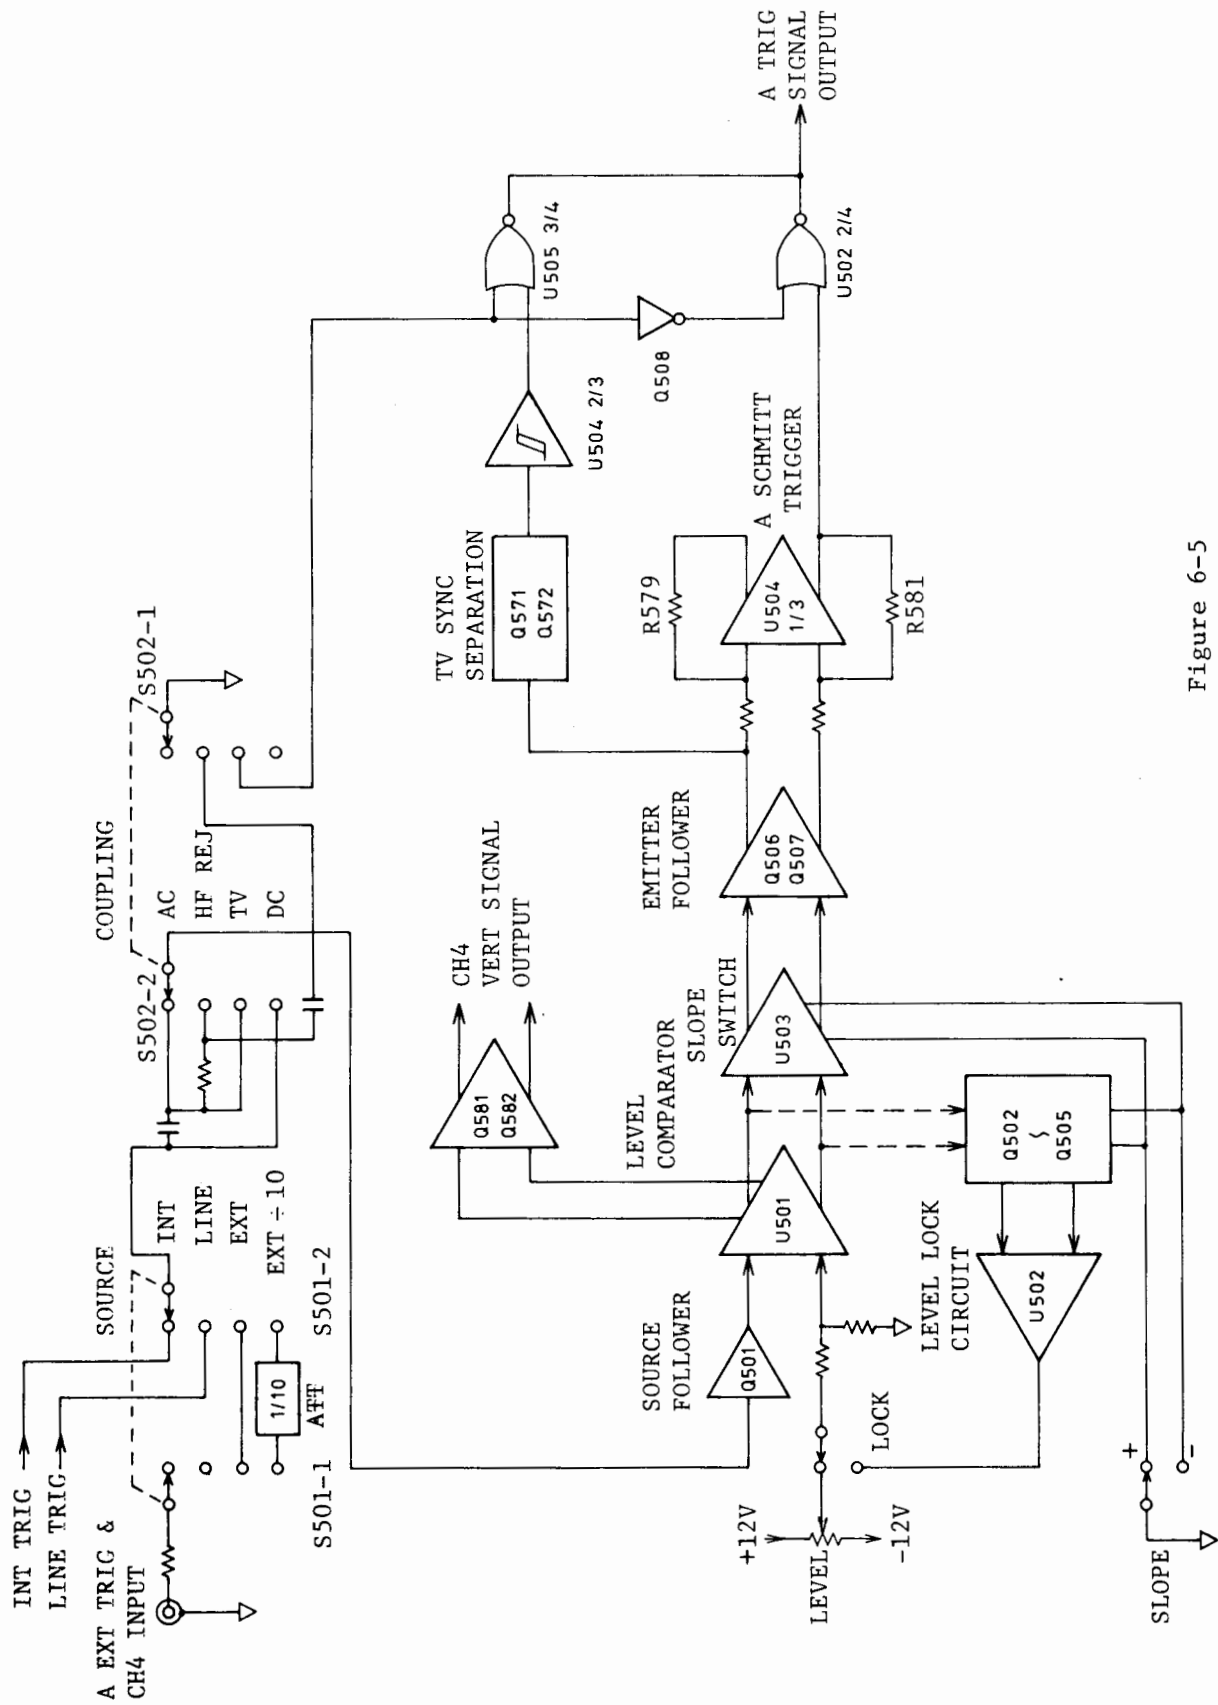 INT TRIG
LINE TRIG
A EXT TRIG &
CH4 INPUT
S501-1
1/10
ATT
SOURCE
INT
LINE
EXT
EXT ÷ 10
S501-2
S502-2
COUPLING
AC
HF REJ
TV
DC
S502-1
CH4
VERT SIGNAL
OUTPUT
Q581
Q582
TV SYNC
SEPARATION
Q571
Q572
U504 2/3
U505 3/4
Q508
U502 2/4
A TRIG
SIGNAL
OUTPUT
SOURCE
FOLLOWER
Q501
LEVEL
COMPARATOR
U501
SLOPE
SWITCH
U503
EMITTER
FOLLOWER
Q506
Q507
R579
U504
1/3
R581
A SCHMITT
TRIGGER
+12V
LEVEL
-12V
LOCK
LEVEL LOCK
CIRCUIT
U502
Q502
∫
Q505
SLOPE
+
-
Figure 6-5